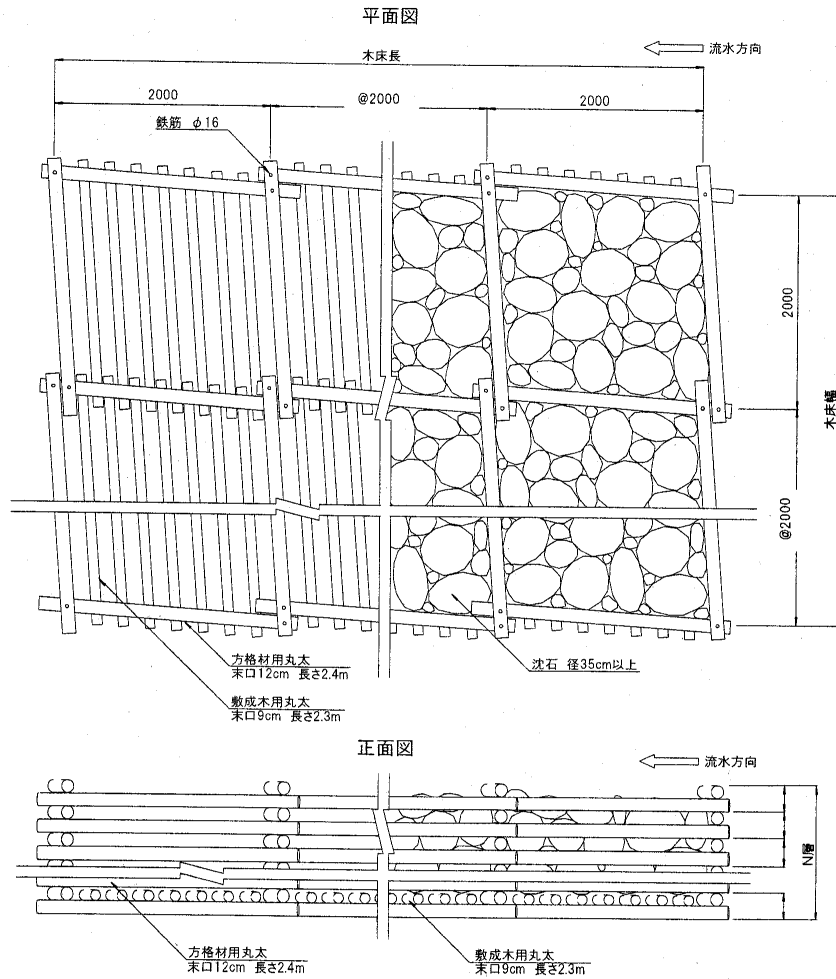 平面図
流水方向
木床長
2000
@2000
2000
鉄筋 φ16
2000
木床幅
@2000
方格材用丸太
末口12cm 長さ2.4m
敷成木用丸太
末口9cm 長さ2.3m
沈石 径35cm以上
正面図
流水方向
N層
方格材用丸太
末口12cm 長さ2.4m
敷成木用丸太
末口9cm 長さ2.3m